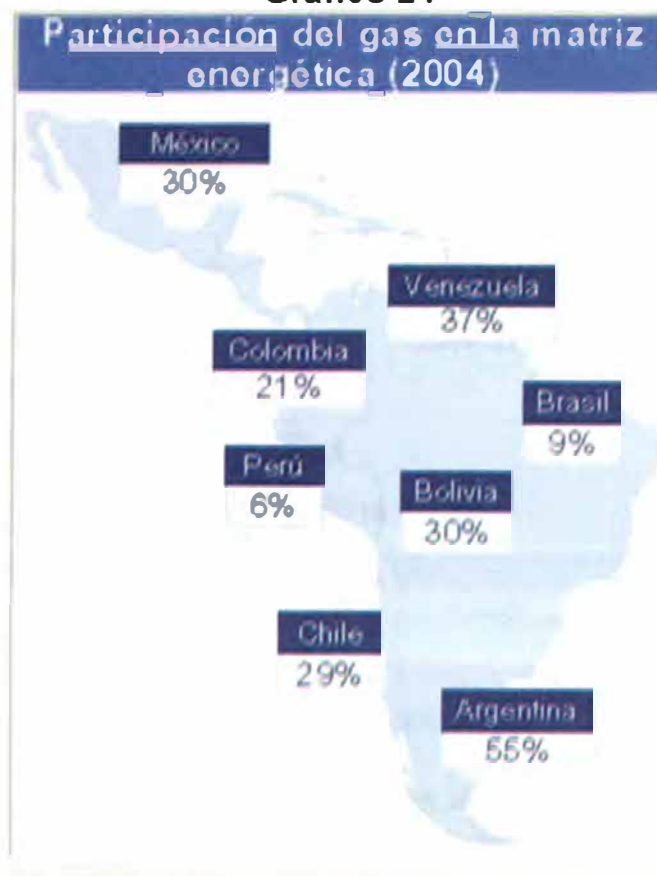 Participación del gas en la matriz
energética (2004)
México
30%
Venezuela
37%
Colombia
21%
Brasil
9%
Perú
6%
Bolivia
30%
Chile
29%
Argentina
55%